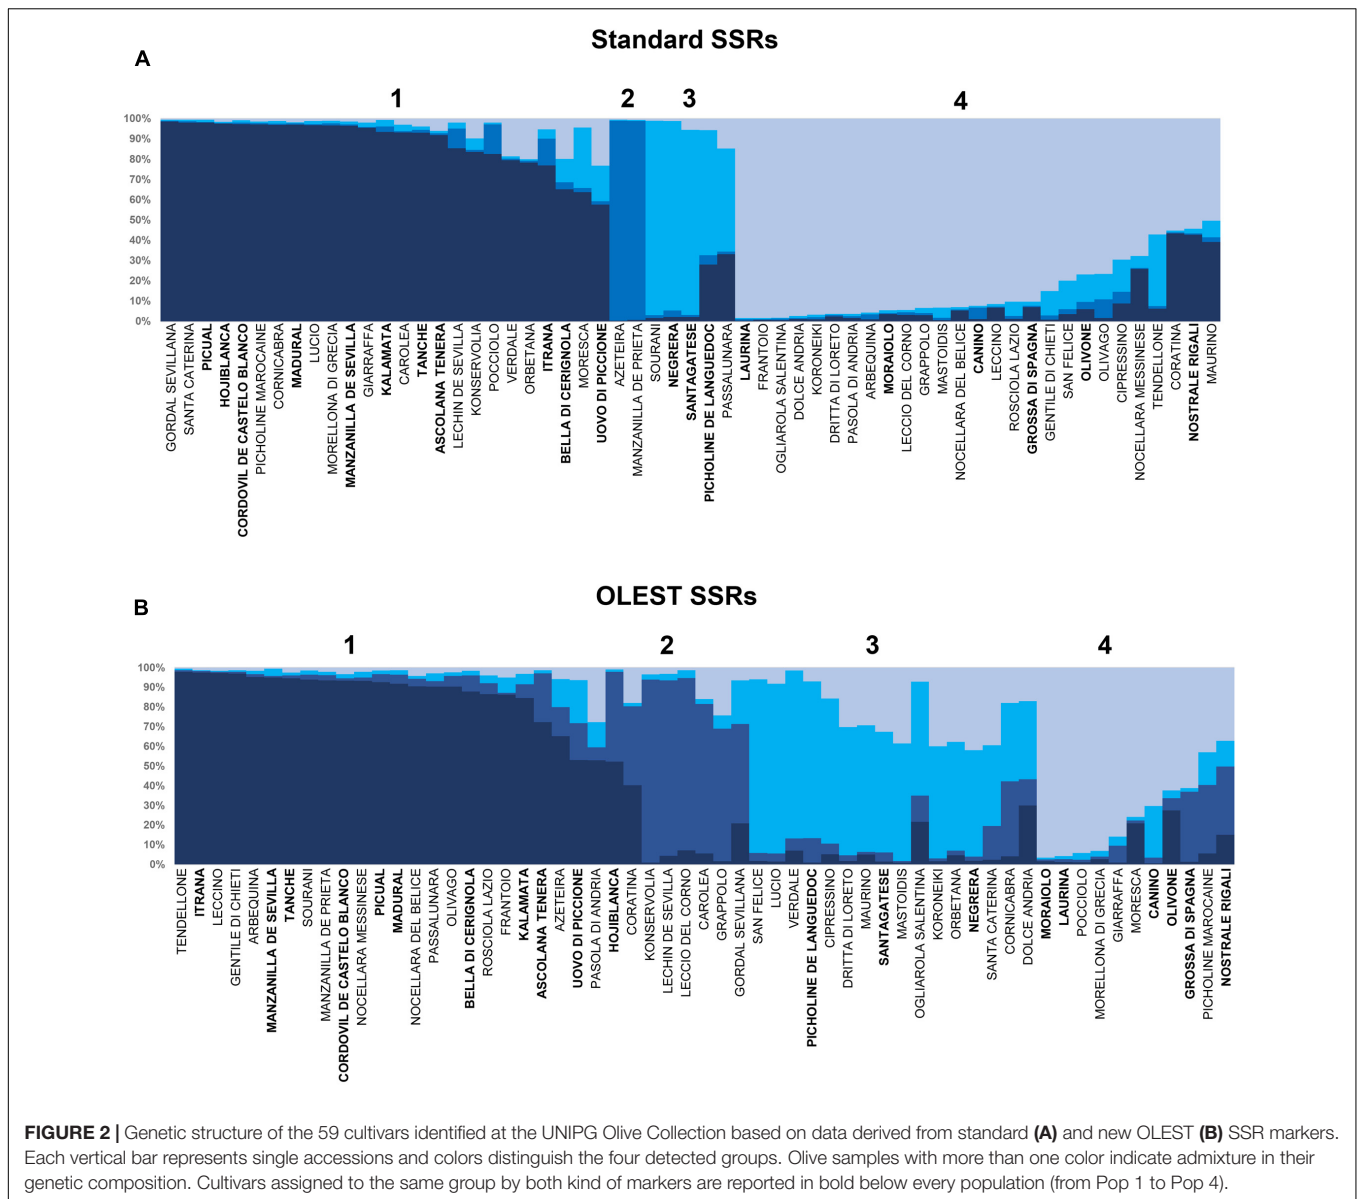 Standard SSRs
A
1 2 3 4
100%
90%
80%
70%
60%
50%
40%
30%
20%
10%
0%
GORDAL SEVILLANA
SANTA CATERINA
PICUAL
HOJIBLANCA
CORDOVIL DE CASTELO BLANCO
PICHOLINE MAROCAINE
CORNICABRA
MADURAL
LUCIO
MORELLONA DI GRECIA
MANZANILLA DE SEVILLA
GIARRAFFA
KALAMATA
CAROLEA
TANCHE
ASCOLANA TENERA
LECHIN DE SEVILLA
KONSERVOLIA
POCCIOLO
VERDALE
ORBETANA
ITRANA
BELLA DI CERIGNOLA
MORESCA
UOVO DI PICCIONE
AZETEIRA
MANZANILLA DE PRIETA
SOURANI
NEGRERA
SANTAGATESE
PICHOLINE DE LANGUEDOC
PASSALUNARA
LAURINA
FRANTOIO
OGLIAROLA SALENTINA
DOLCE ANDRIA
KORONEIKI
DRITTA DI LORETO
PASOLA DI ANDRIA
ARBEQUINA
MORAIOLO
LECCIO DEL CORNO
GRAPPOLO
MASTOIDIS
NOCELLARA DEL BELICE
CANINO
LECCINO
ROSCIOLA LAZIO
GROSSA DI SPAGNA
GENTILE DI CHIETI
SAN FELICE
OLIVONE
OLIVAGO
CIPRESSINO
NOCELLARA MESSINESE
TENDELLONE
CORATINA
NOSTRALE RIGALI
MAURINO
OLEST SSRs
B
1 2 3 4
100%
90%
80%
70%
60%
50%
40%
30%
20%
10%
0%
TENDELLONE
ITRANA
LECCINO
GENTILE DI CHIETI
ARBEQUINA
MANZANILLA DE SEVILLA
TANCHE
SOURANI
MANZANILLA DE PRIETA
CORDOVIL DE CASTELO BLANCO
NOCELLARA MESSINESE
PICUAL
MADURAL
NOCELLARA DEL BELICE
PASSALUNARA
OLIVAGO
BELLA DI CERIGNOLA
ROSCIOLA LAZIO
FRANTOIO
KALAMATA
ASCOLANA TENERA
AZETEIRA
UOVO DI PICCIONE
PASOLA DI ANDRIA
HOJIBLANCA
CORATINA
KONSERVOLIA
LECHIN DE SEVILLA
LECCIO DEL CORNO
CAROLEA
GRAPPOLO
GORDAL SEVILLANA
SAN FELICE
LUCIO
VERDALE
PICHOLINE DE LANGUEDOC
CIPRESSINO
DRITTA DI LORETO
MAURINO
SANTAGATESE
MASTOIDIS
OGLIAROLA SALENTINA
KORONEIKI
ORBETANA
NEGRERA
SANTA CATERINA
CORNICABRA
DOLCE ANDRIA
MORAIOLO
LAURINA
POCCIOLO
MORELLONA DI GRECIA
GIARRAFFA
MORESCA
CANINO
OLIVONE
GROSSA DI SPAGNA
PICHOLINE MAROCAINE
NOSTRALE RIGALI
FIGURE 2 | Genetic structure of the 59 cultivars identified at the UNIPG Olive Collection based on data derived from standard (A) and new OLEST (B) SSR markers.
Each vertical bar represents single accessions and colors distinguish the four detected groups. Olive samples with more than one color indicate admixture in their
genetic composition. Cultivars assigned to the same group by both kind of markers are reported in bold below every population (from Pop 1 to Pop 4).